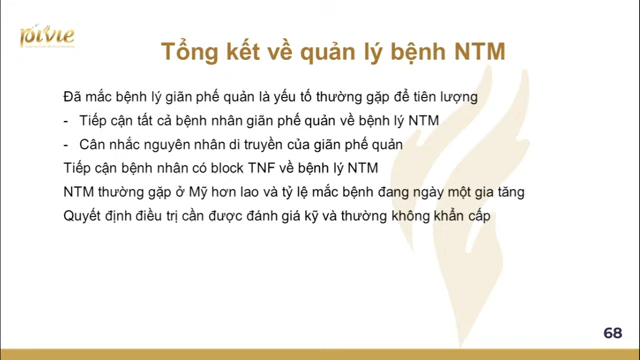 pivie
Tổng kết về quản lý bệnh NTM
Đã mắc bệnh lý giãn phế quản là yếu tố thường gặp để tiên lượng
- Tiếp cận tất cả bệnh nhân giãn phế quản về bệnh lý NTM
- Cân nhắc nguyên nhân di truyền của giãn phế quản
Tiếp cận bệnh nhân có block TNF về bệnh lý NTM
NTM thường gặp ở Mỹ hơn lao và tỷ lệ mắc bệnh đang ngày một gia tăng
Quyết định điều trị cần được đánh giá kỹ và thường không khẩn cấp
68